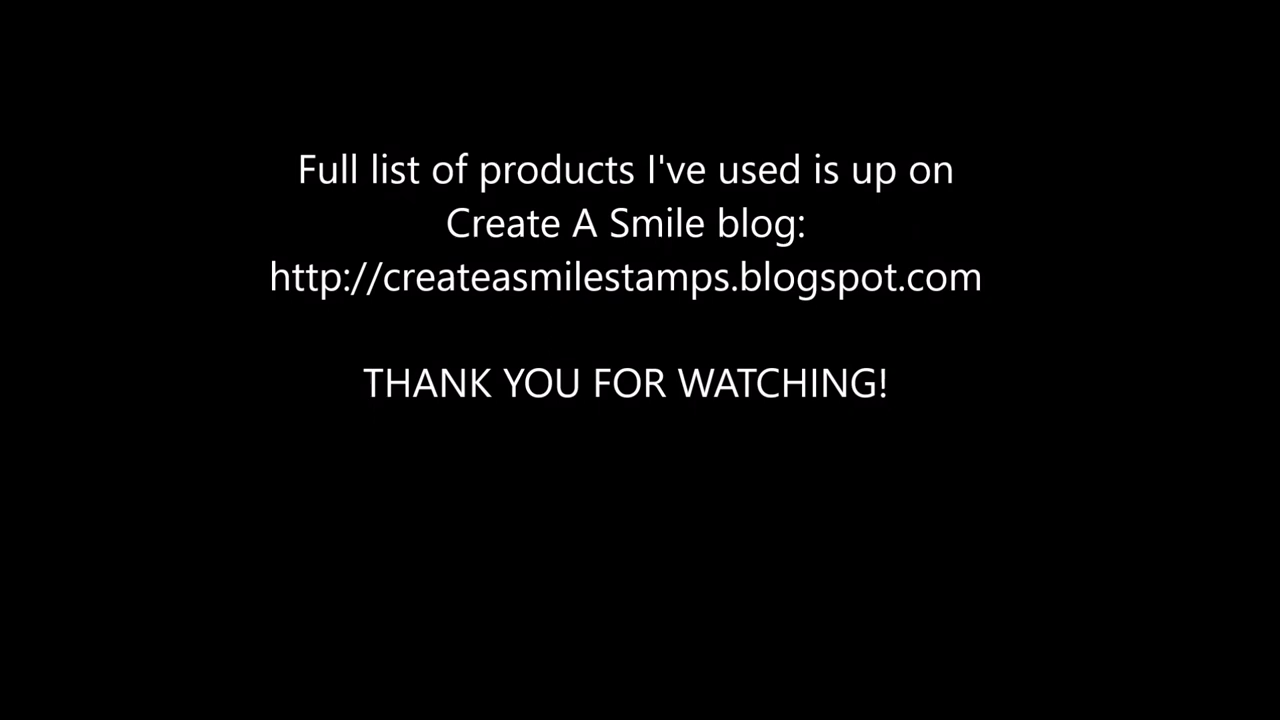 Full list of products I've used is up on
Create A Smile blog:
http://createasmilestamps.blogspot.com
THANK YOU FOR WATCHING!